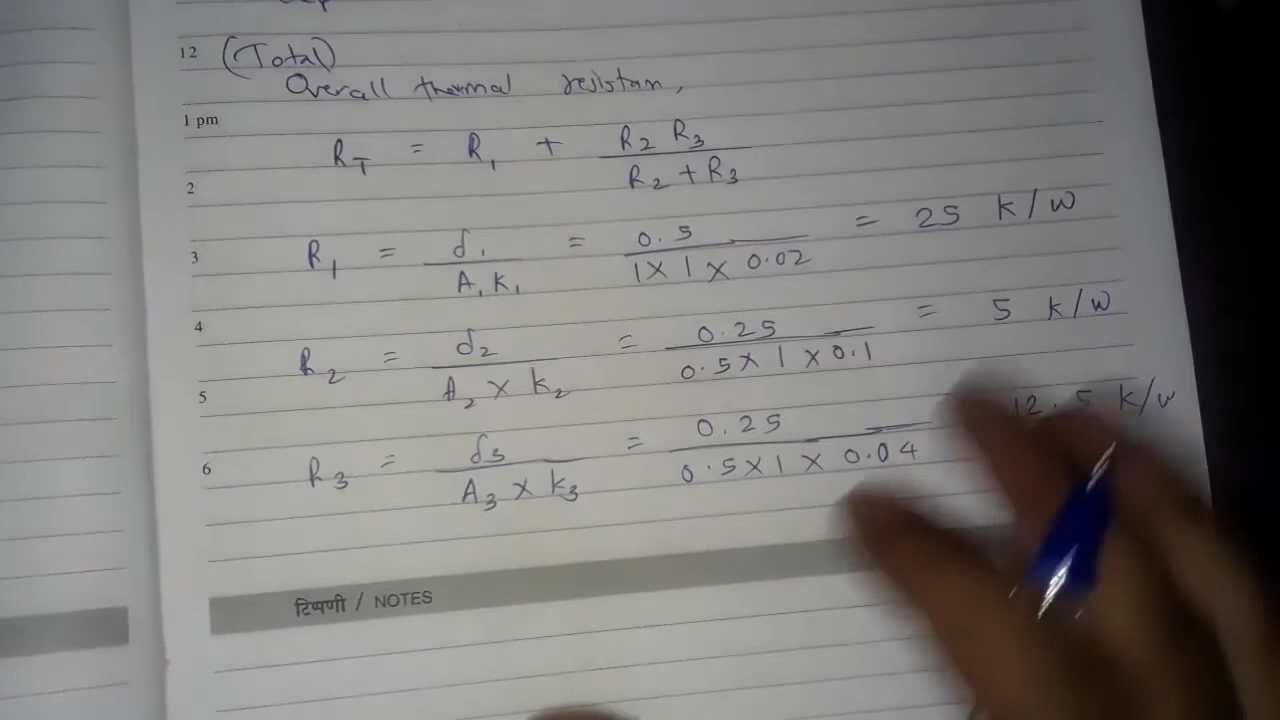 12 (Total)
Overall thermal resistan,
1 pm
R_T = R_1 + R_2 R_3 / R_2 + R_3
2
3 R_1 = δ_1 / A_1 K_1 = 0.5 / 1 × 1 × 0.02 = 25 K/W
4
R_2 = δ_2 / A_2 × K_2 = 0.25 / 0.5 × 1 × 0.1 = 5 K/W
5
6 R_3 = δ_3 / A_3 × K_3 = 0.25 / 0.5 × 1 × 0.04 12.5 K/W
टिप्पणी / NOTES